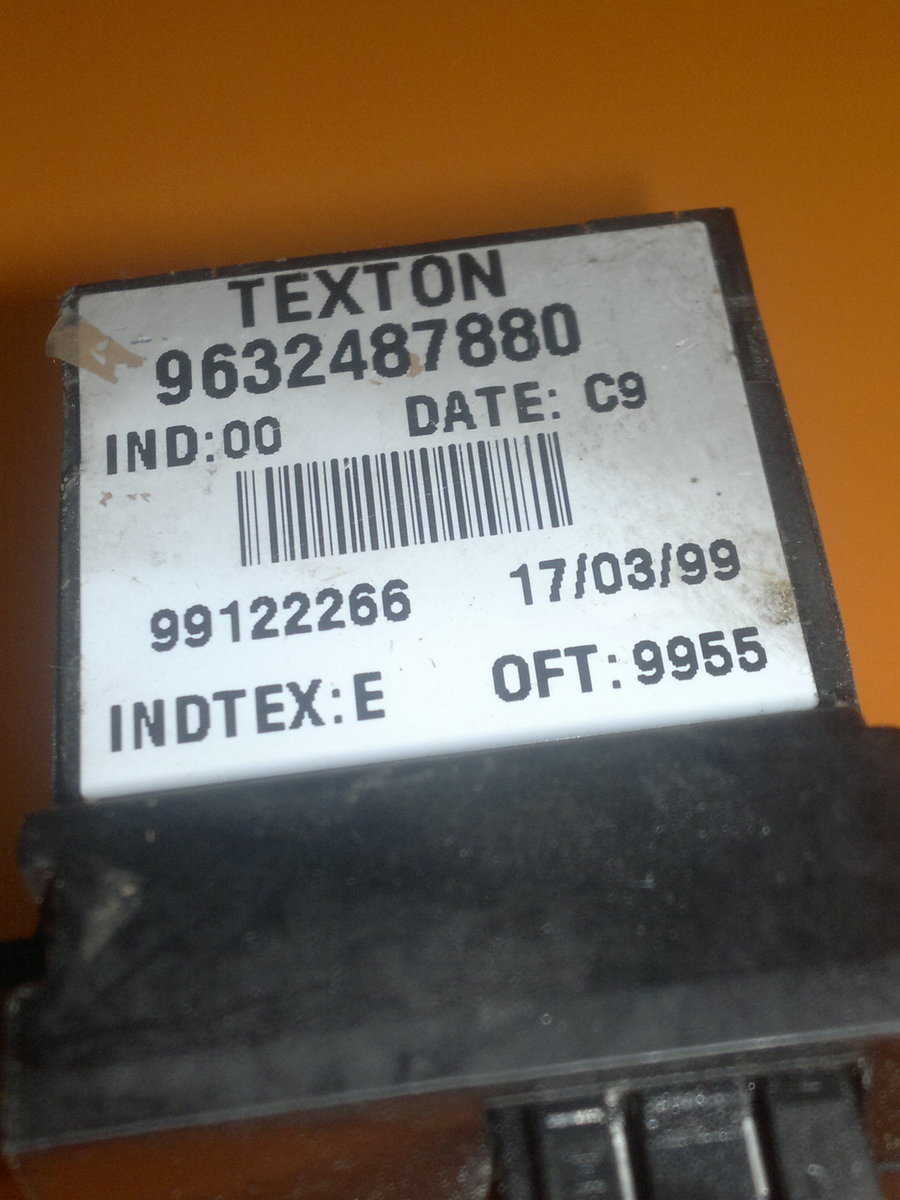 TEXTON
9632487880
IND:00 DATE: C9
99122266 17/03/99
INDTEX:E OFT:9955